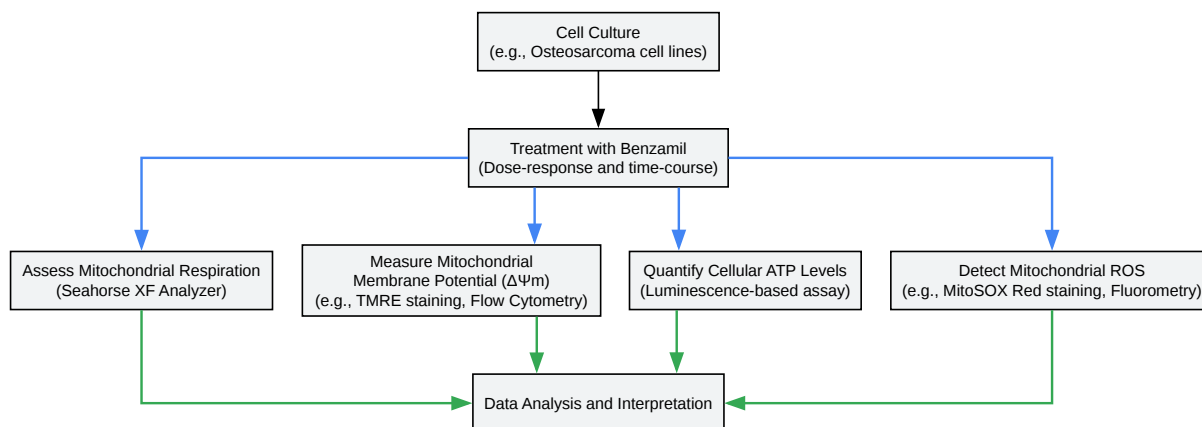 Cell Culture
(e.g., Osteosarcoma cell lines)
Treatment with Benzamil
(Dose-response and time-course)
Assess Mitochondrial Respiration
(Seahorse XF Analyzer)
Measure Mitochondrial
Membrane Potential (ΔΨm)
(e.g., TMRE staining, Flow Cytometry)
Quantify Cellular ATP Levels
(Luminescence-based assay)
Detect Mitochondrial ROS
(e.g., MitoSOX Red staining, Fluorometry)
Data Analysis and Interpretation